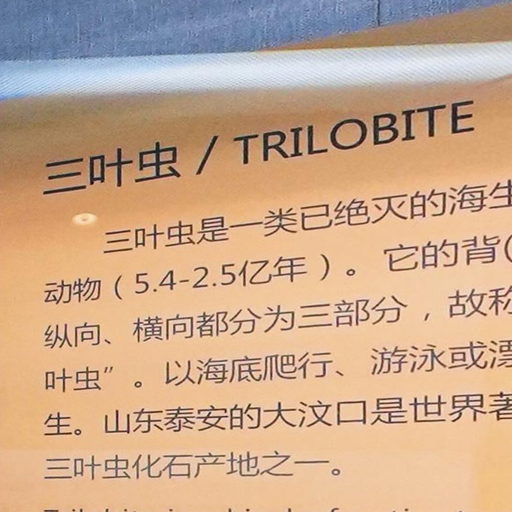 三叶虫 / TRILOBITE
三叶虫是一类已绝灭的海生
动物（5.4-2.5亿年）。它的背(
纵向、横向都分为三部分，故称
叶虫”。以海底爬行、游泳或漂
生。山东泰安的大汶口是世界著
三叶虫化石产地之一。